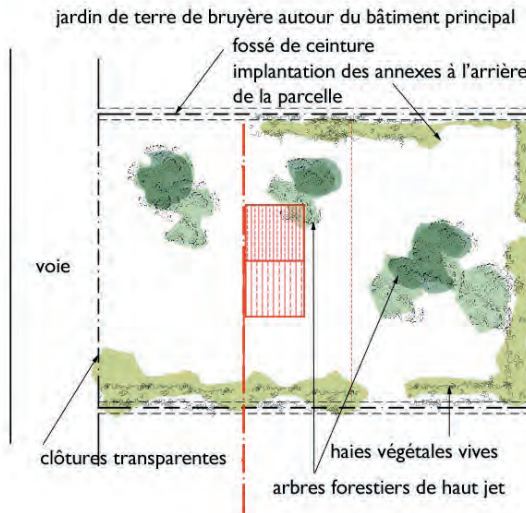 jardin de terre de bruyère autour du bâtiment principal
fossé de ceinture
implantation des annexes à l'arrière
de la parcelle
voie
clôtures transparentes
haies végétales vives
arbres forestiers de haut jet